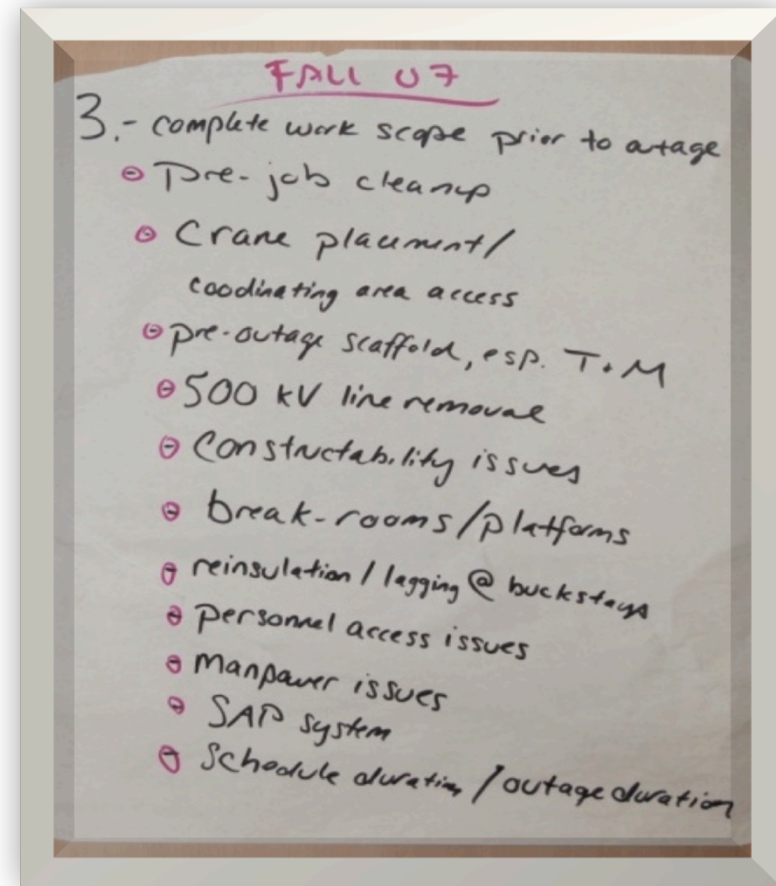 FALL 07
3.- complete work scope prior to outage
⊖ Pre-job cleanup
⊖ Crane placment/
coodinating area access
⊖ pre-outage scaffold, esp. T+M
⊖ 500 kV line removal
⊖ Constructability issues
⊖ break-rooms/platforms
⊖ reinsulation / lagging @ buckstays
⊖ personnel access issues
⊖ Manpower issues
⊖ SAP system
⊖ Schedule duration / outage duration